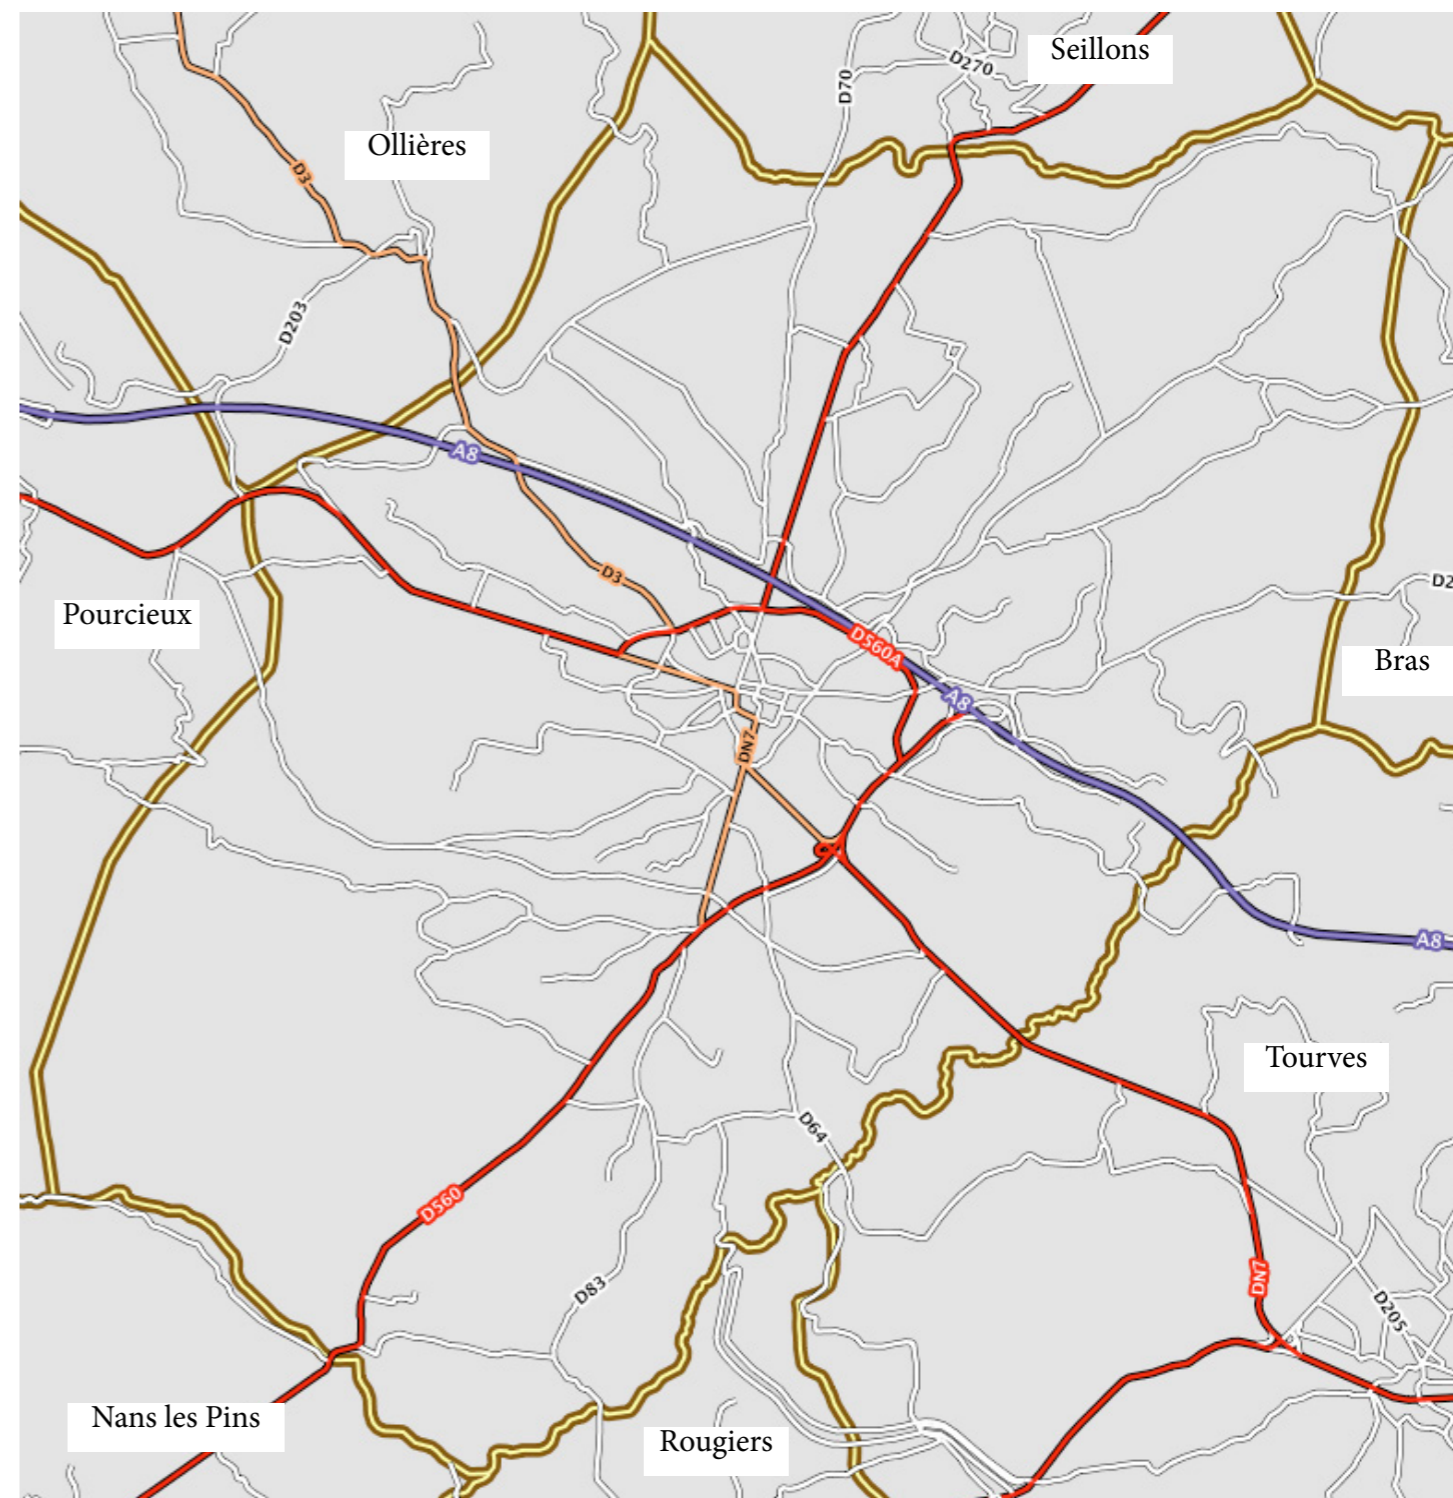 Seillons
D270
D70
Ollières
D3
D203
A8
D3
Pourcieux
D2
D560A
Bras
A8
DN7
A8
Tourves
D64
D560
DN7
D83
D205
Nans les Pins
Rougiers